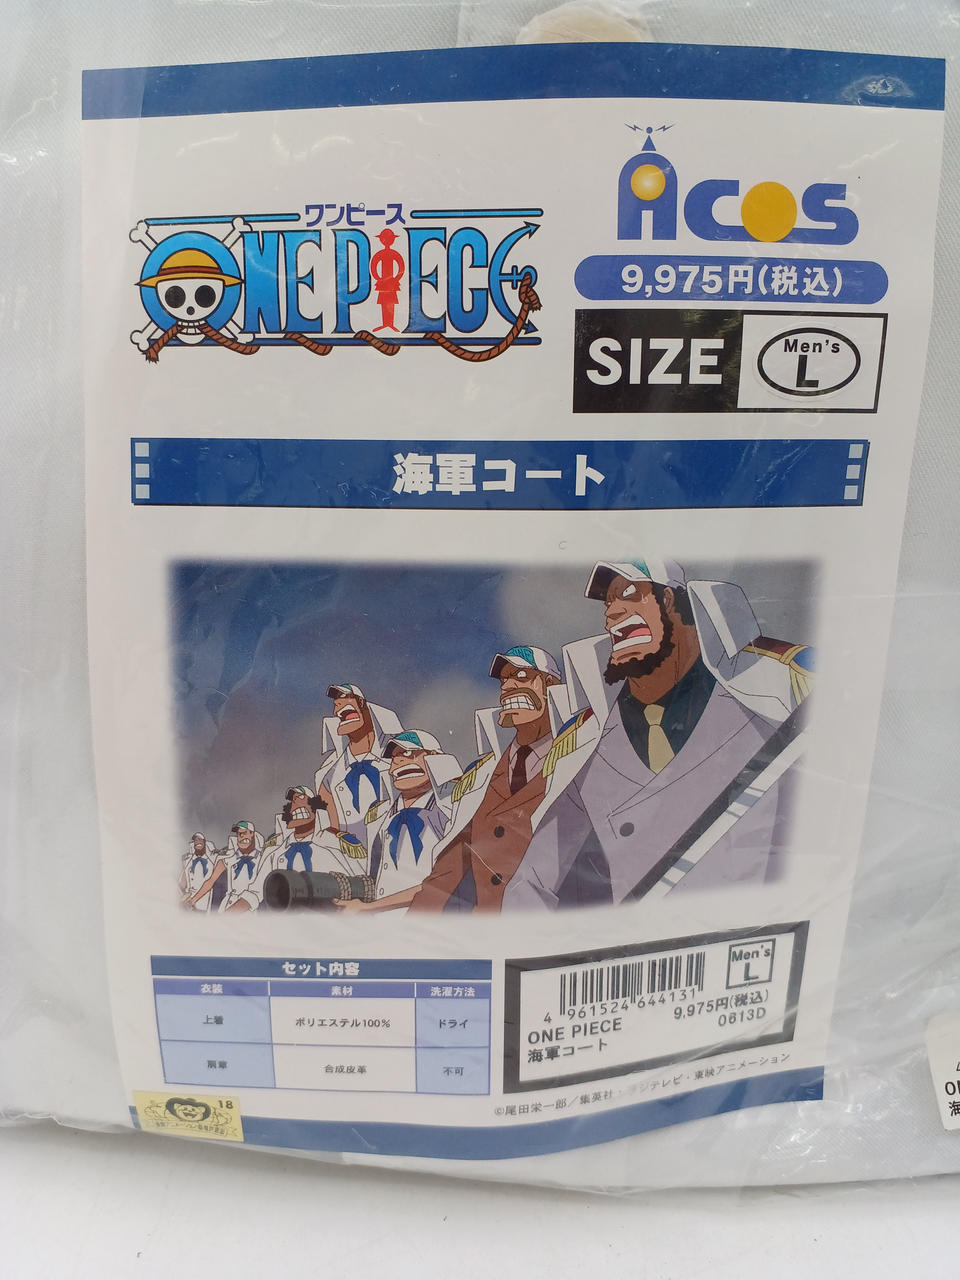 ワンピース
ONE PIECE
ACOS
9,975円(税込)
SIZE
Men's
L
海軍コート
セット内容
衣装 素材 洗濯方法
上着 ポリエステル100% ドライ
肩章 合成皮革 不可
Men's
L
4 961524 644131
9,975円(税込)
ONE PIECE
0613D
海軍コート
©尾田栄一郎／集英社・フジテレビ・東映アニメーション
18